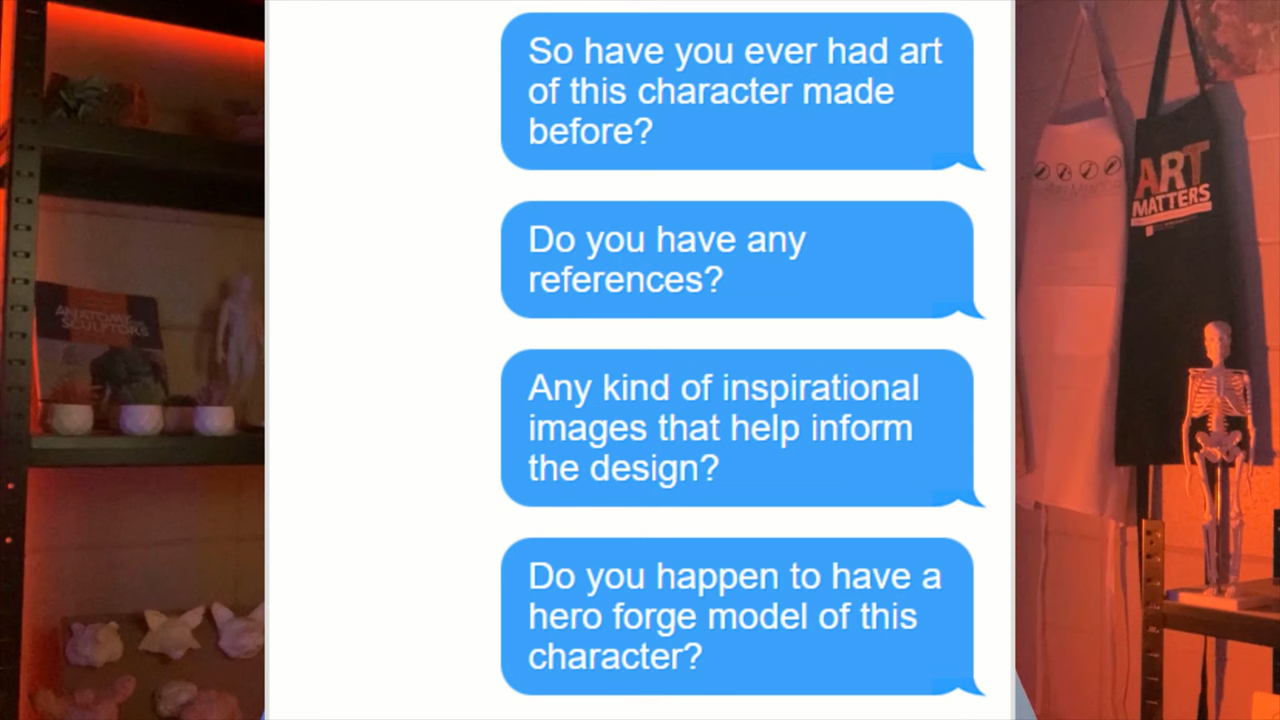 So have you ever had art
of this character made
before?
Do you have any
references?
Any kind of inspirational
images that help inform
the design?
Do you happen to have a
hero forge model of this
character?
ANATOMY
SCULPTORS
ART
MATTERS